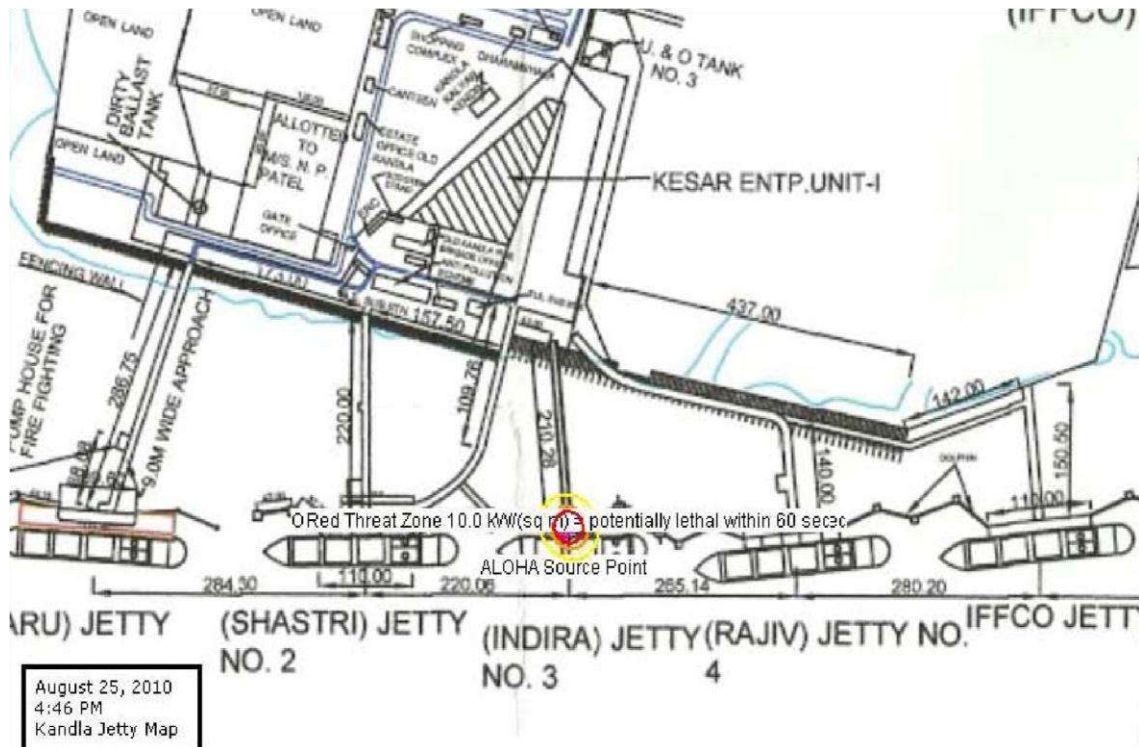 (IFFCO)
OPEN LAND
OPEN LAND
SHOPPING
COMPLEX
DHARAMSHALA
U. & O TANK
NO. 3
KANDLA
KALYAN
KENDRA
CANTEEN
DIRTY
BALLAST
TANK
ALLOTTED
TO
M/S. N. P.
PATEL
ESTATE
OFFICE OLD
KANDLA
OPEN LAND
KESAR ENTP.UNIT-I
GATE
OFFICE
FENCING WALL
157.50
437.00
PUMP HOUSE FOR
FIRE FIGHTING
286.75
9.0M WIDE APPROACH
220.00
109.76
210.28
142.00
140.00
150.50
DOLPHIN
110.00
Red Threat Zone 10.0 kW/(sq m) = potentially lethal within 60 sec
ALOHA Source Point
284.30
110.00
220.06
265.14
280.20
ARU) JETTY
(SHASTRI) JETTY
NO. 2
(INDIRA) JETTY
NO. 3
(RAJIV) JETTY NO.
4
IFFCO JETT
August 25, 2010
4:46 PM
Kandla Jetty Map